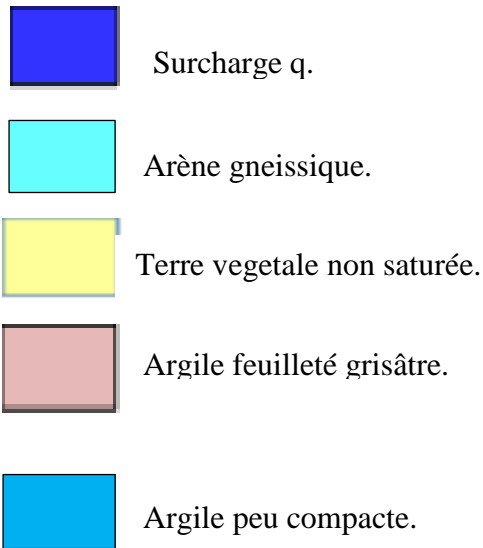 Surcharge q.
Arène gneissique.
Terre vegetale non saturée.
Argile feuilleté grisâtre.
Argile peu compacte.